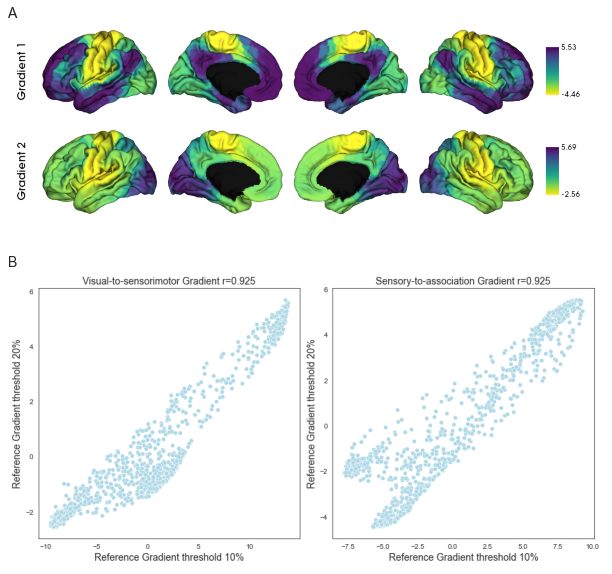 A
Gradient 1
5.53
-4.46
Gradient 2
5.69
-2.56
B
Visual-to-sensorimotor Gradient r=0.925
Reference Gradient threshold 20%
6
4
2
0
−2
−10
−5
0
5
10
Reference Gradient threshold 10%
Sensory-to-association Gradient r=0.925
Reference Gradient threshold 20%
6
4
2
0
−2
−4
−7.5
−5.0
−2.5
0.0
2.5
5.0
7.5
10.0
Reference Gradient threshold 10%